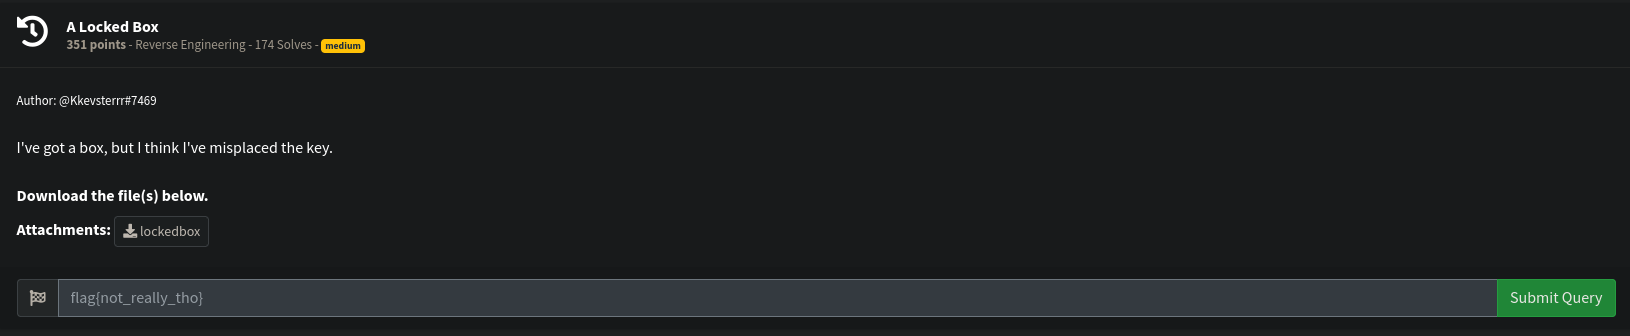 A Locked Box
351 points - Reverse Engineering - 174 Solves - medium
Author: @Kkevsterrr#7469
I've got a box, but I think I've misplaced the key.
Download the file(s) below.
Attachments: lockedbox
flag{not_really_tho} Submit Query